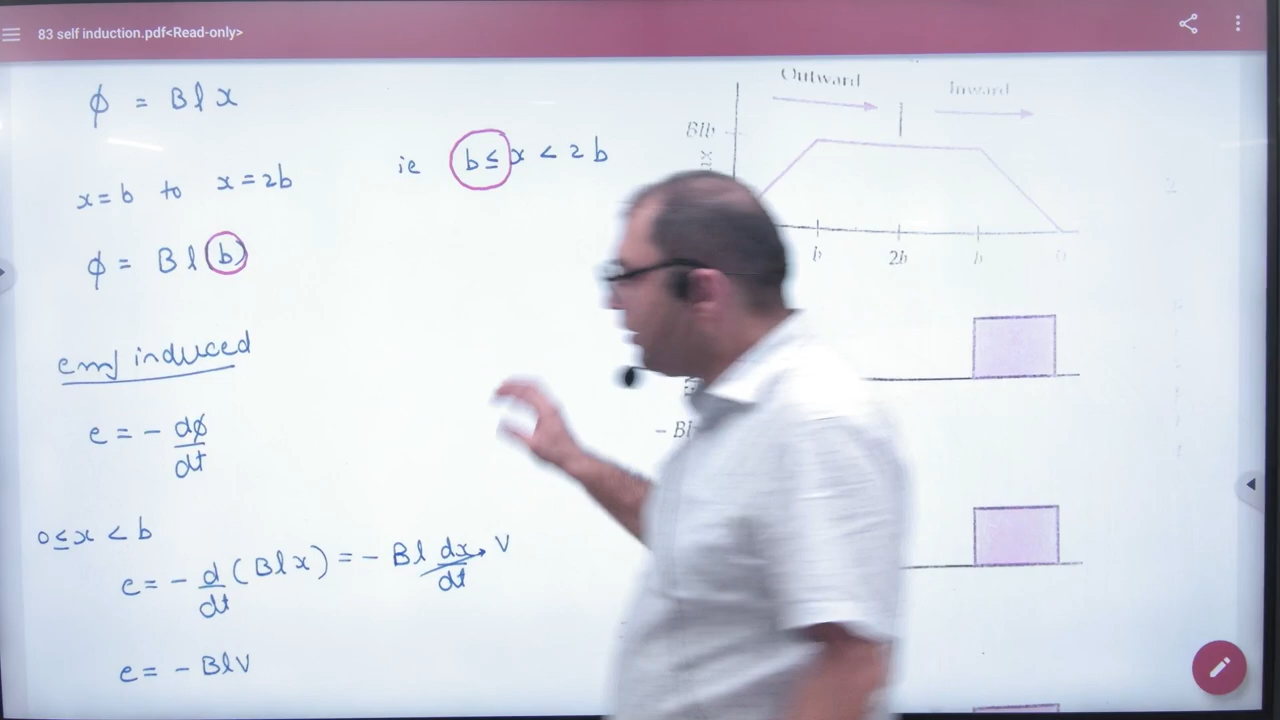 83 self induction.pdf<Read-only>
ϕ = Blx
x=b to x=2b
ie b≤x<2b
ϕ = Bl(b)
emf induced
e = - dϕ/dt
0≤x<b
e = - d/dt (Blx) = - Bl dx/dt → V
e = - BlV
Outward
Inward
Blb
b 2b b 0
- Bl